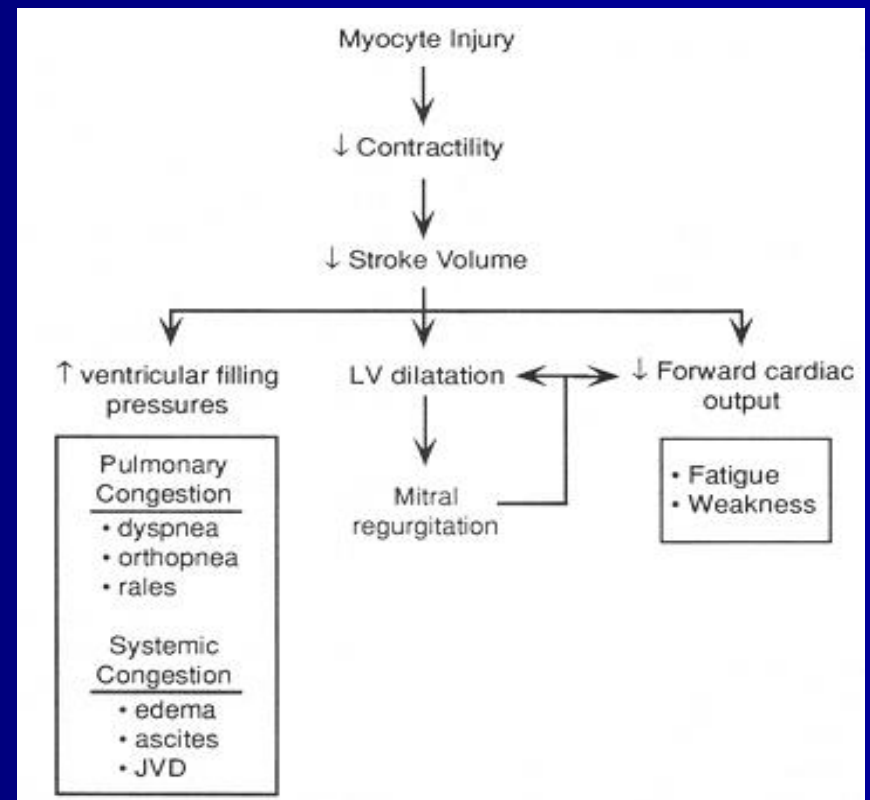 Myocyte Injury
↓ Contractility
↓ Stroke Volume
↑ ventricular filling
pressures
Pulmonary
Congestion
• dyspnea
• orthopnea
• rales
Systemic
Congestion
• edema
• ascites
• JVD
LV dilatation
Mitral
regurgitation
↓ Forward cardiac
output
• Fatigue
• Weakness